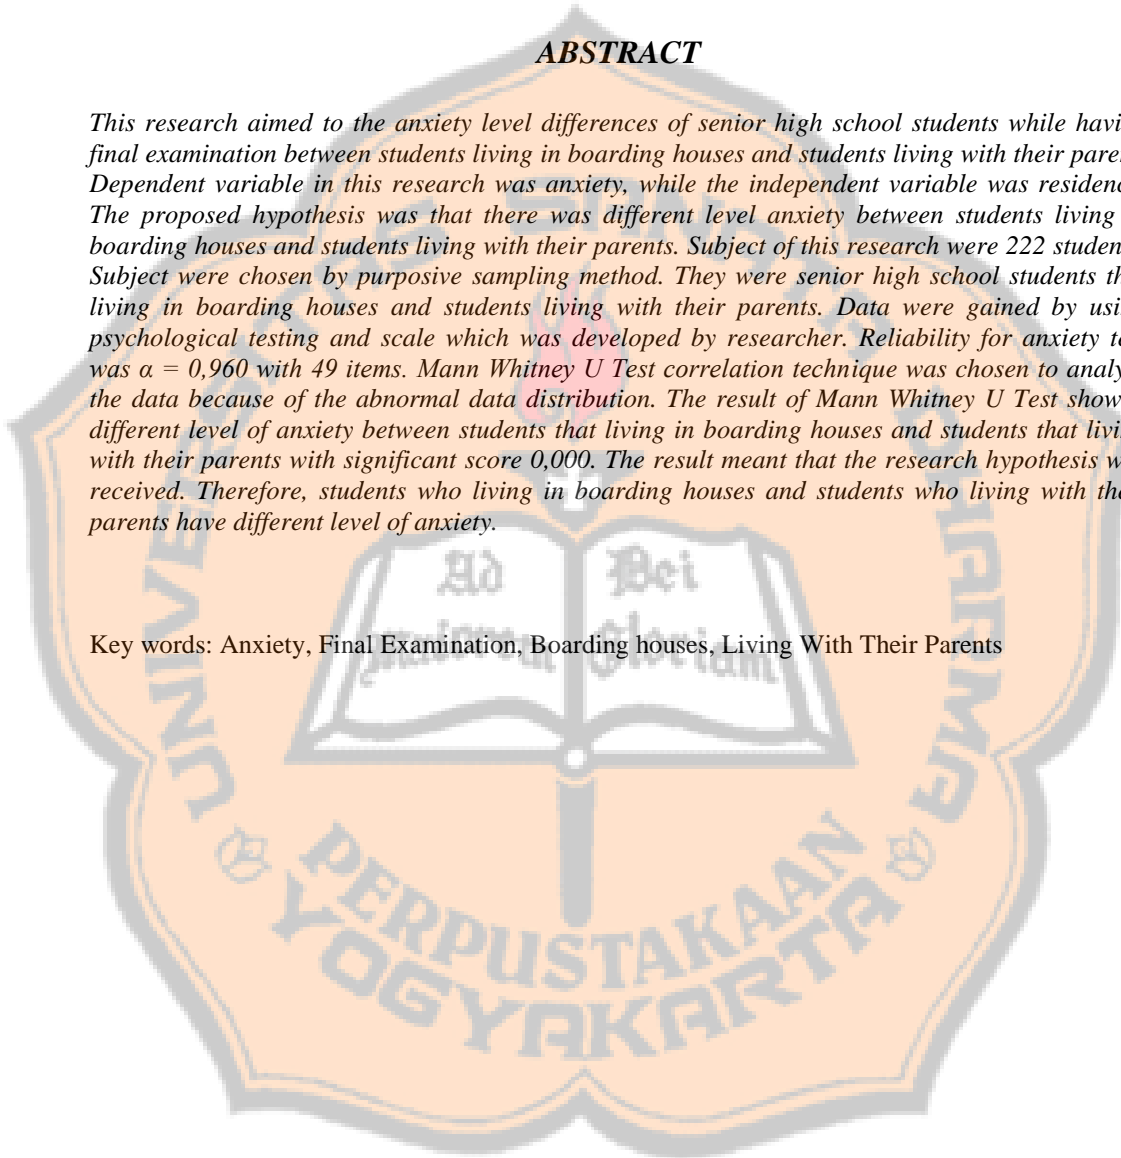 ABSTRACT
This research aimed to the anxiety level differences of senior high school students while havi
final examination between students living in boarding houses and students living with their paren
Dependent variable in this research was anxiety, while the independent variable was residenc
The proposed hypothesis was that there was different level anxiety between students living
boarding houses and students living with their parents. Subject of this research were 222 studen
Subject were chosen by purposive sampling method. They were senior high school students th
living in boarding houses and students living with their parents. Data were gained by usi
psychological testing and scale which was developed by researcher. Reliability for anxiety te
was α = 0,960 with 49 items. Mann Whitney U Test correlation technique was chosen to analy
the data because of the abnormal data distribution. The result of Mann Whitney U Test show
different level of anxiety between students that living in boarding houses and students that livi
with their parents with significant score 0,000. The result meant that the research hypothesis w
received. Therefore, students who living in boarding houses and students who living with the
parents have different level of anxiety.
Key words: Anxiety, Final Examination, Boarding houses, Living With Their Parents
UNIVERSITAS SANATA DHARMA
Ad Dei
maiorem Gloriam
PERPUSTAKAAN
YOGYAKARTA